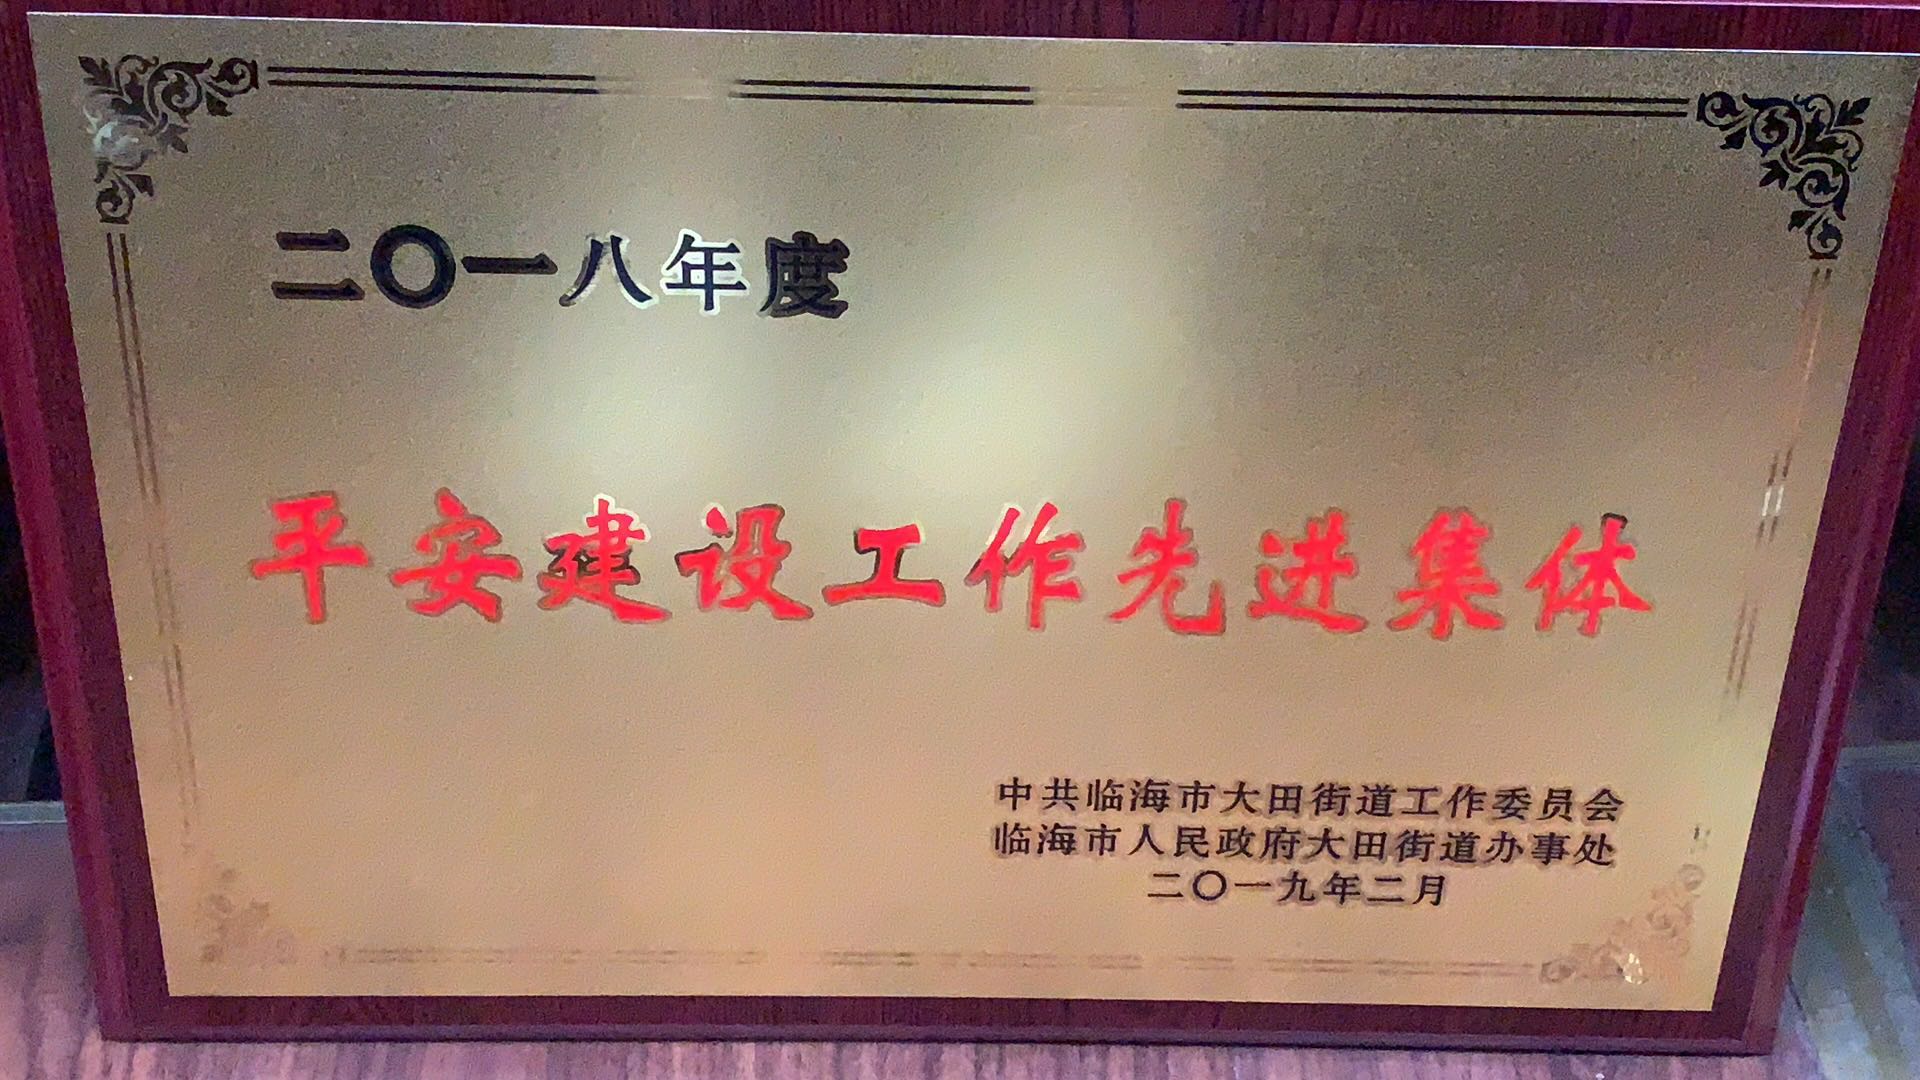 二〇一八年度
平安建设工作先进集体
中共临海市大田街道工作委员会
临海市人民政府大田街道办事处
二〇一九年二月